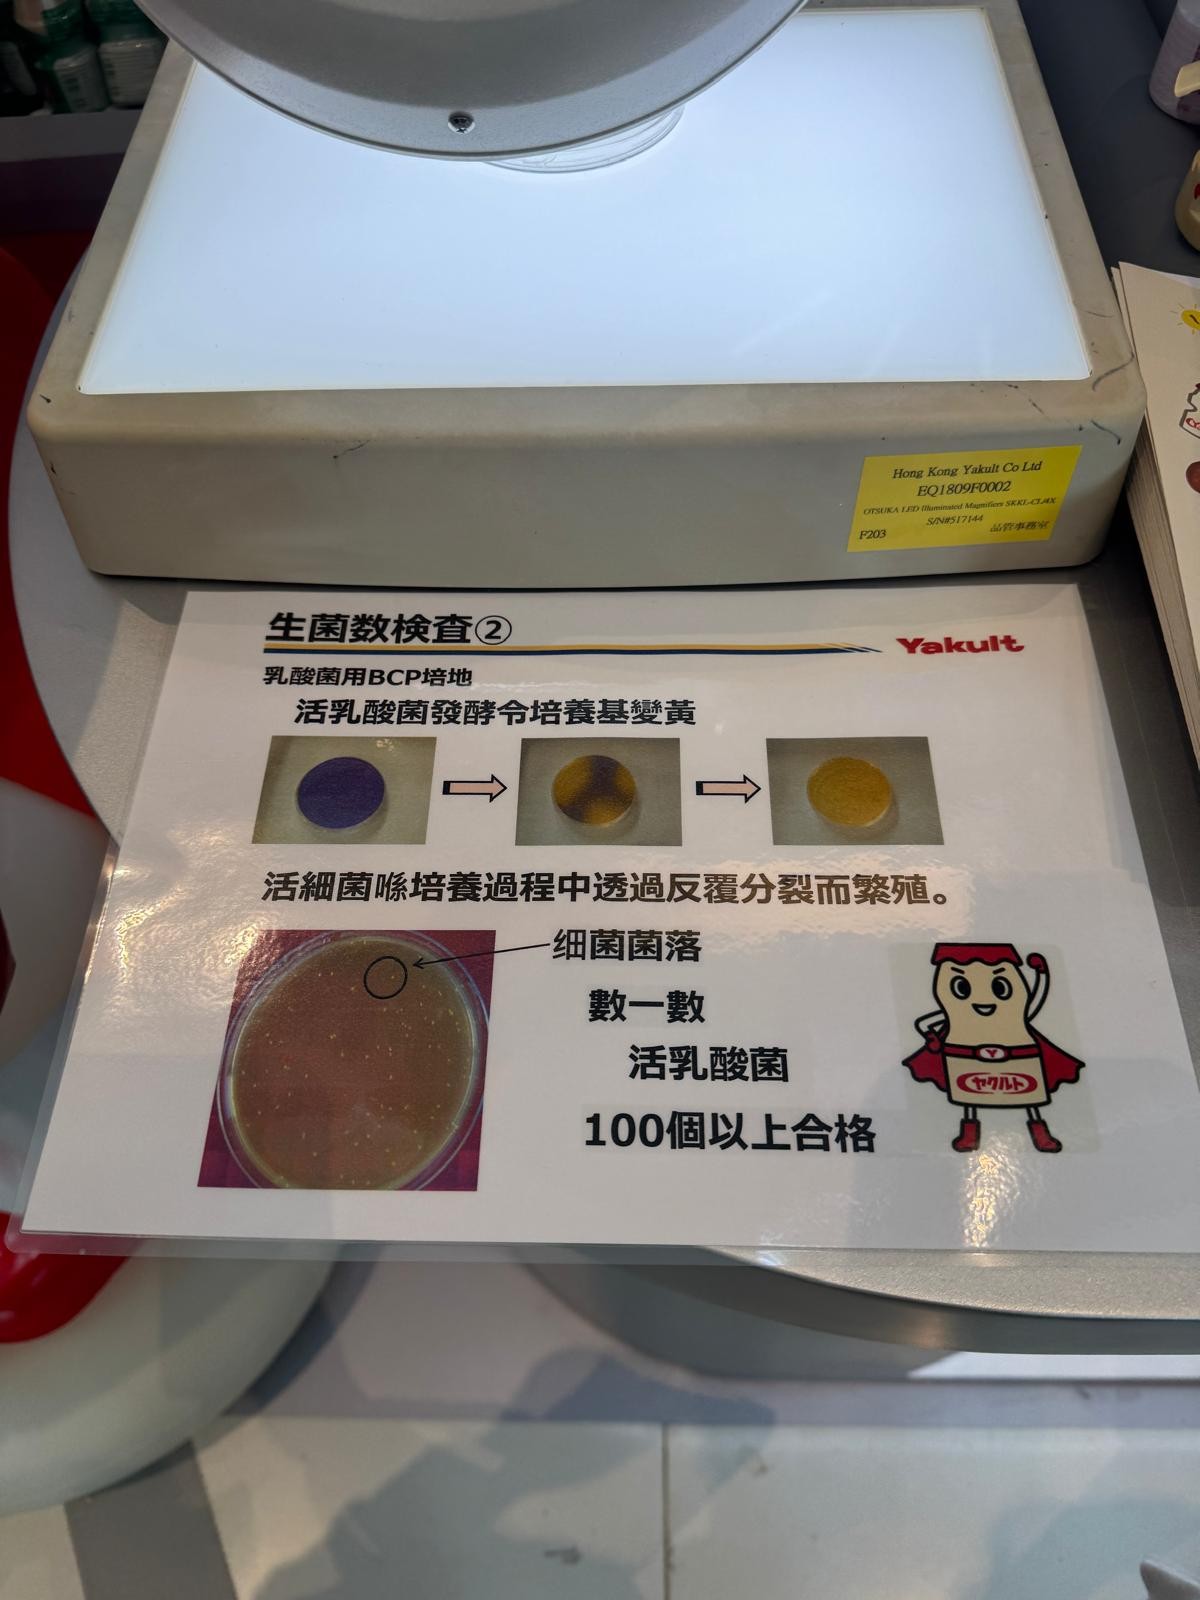 Hong Kong Yakult Co Ltd
EQ1809F0002
OTSUKA LED Illuminated Magnifiers SKKL-CL/4X
S/N#517144
F203 品管事務室
生菌数検査②
Yakult
乳酸菌用BCP培地
活乳酸菌發酵令培養基變黃
活細菌喺培養過程中透過反覆分裂而繁殖。
细菌菌落
數一數
活乳酸菌
100個以上合格
Y
ヤクルト